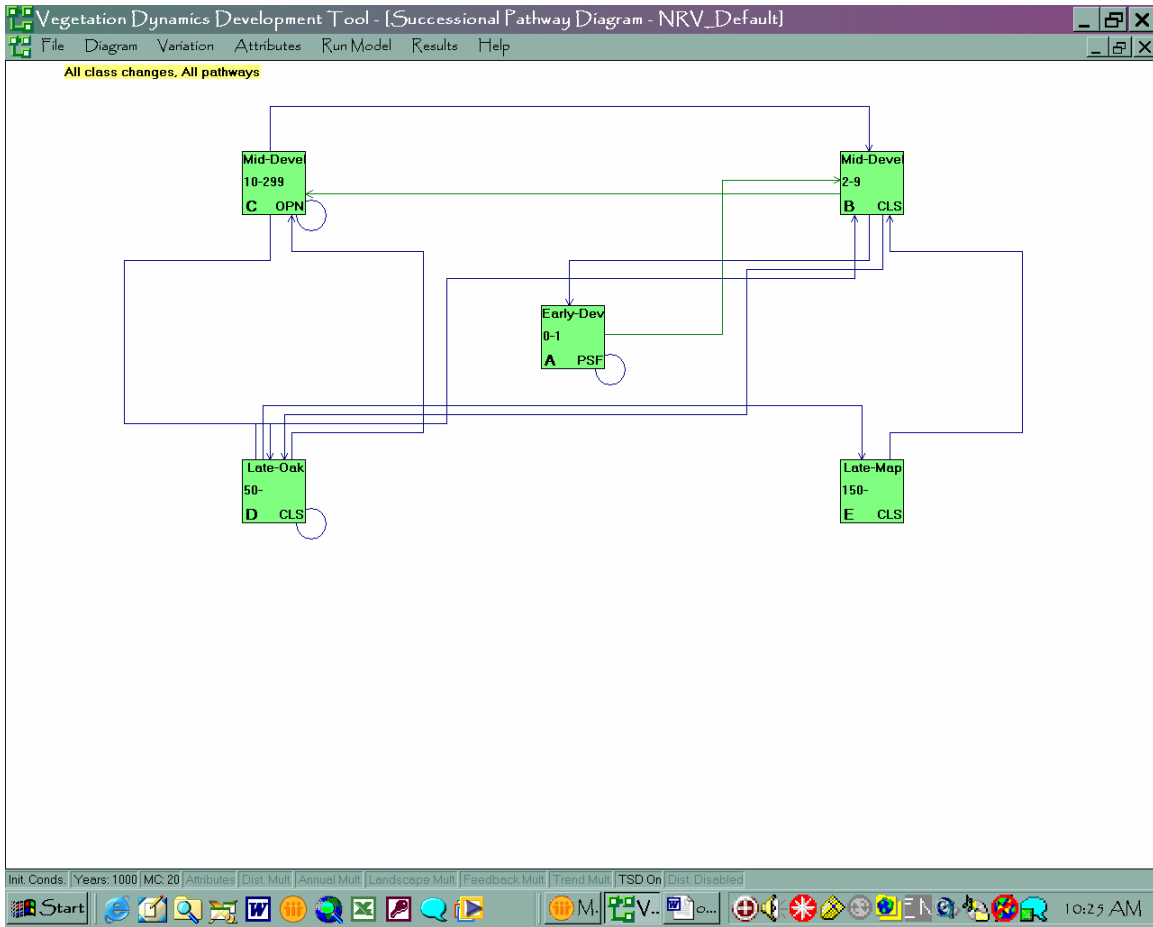 Vegetation Dynamics Development Tool - [Successional Pathway Diagram - NRV_Default]
File Diagram Variation Attributes Run Model Results Help
All class changes, All pathways
Mid-Devel
10-299
C OPN
Mid-Devel
2-9
B CLS
Early-Dev
0-1
A PSF
Late-Oak
50-
D CLS
Late-Map
150-
E CLS
Init. Conds. Years: 1000 MC: 20 Attributes Dist. Mult Annual Mult Landscape Mult Feedback Mult Trend Mult TSD On Dist. Disabled
Start M. V.. o... EN 10:25 AM